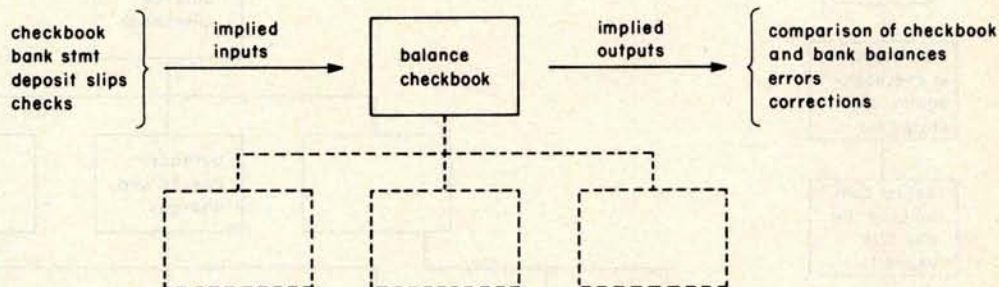 checkbook
bank stmt
deposit slips
checks
implied
inputs
balance
checkbook
implied
outputs
comparison of checkbook
and bank balances
errors
corrections